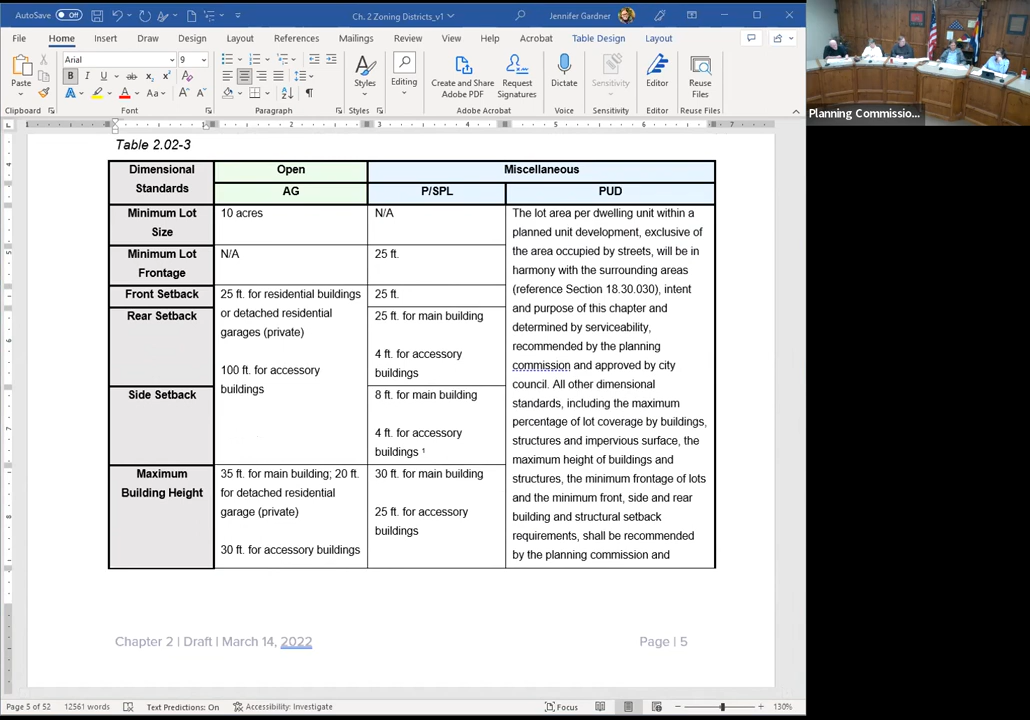 AutoSave Off
Ch. 2 Zoning Districts_v1
Jennifer Gardner
File Home Insert Draw Design Layout References Mailings Review View Help Acrobat Table Design Layout
Arial 9
Paste
Styles
Editing
Create and Share Adobe PDF
Request Signatures
Dictate
Sensitivity
Editor
Reuse Files
Clipboard Font Paragraph Styles Adobe Acrobat Voice Sensitivity Editor Reuse Files
Planning Commissio...
Table 2.02-3
Dimensional Standards
Open
Miscellaneous
AG
P/SPL
PUD
Minimum Lot Size
10 acres
N/A
The lot area per dwelling unit within a
planned unit development, exclusive of
the area occupied by streets, will be in
harmony with the surrounding areas
(reference Section 18.30.030), intent
and purpose of this chapter and
determined by serviceability,
recommended by the planning
commission and approved by city
council. All other dimensional
standards, including the maximum
percentage of lot coverage by buildings,
structures and impervious surface, the
maximum height of buildings and
structures, the minimum frontage of lots
and the minimum front, side and rear
building and structural setback
requirements, shall be recommended
by the planning commission and
Minimum Lot Frontage
N/A
25 ft.
Front Setback
25 ft. for residential buildings
or detached residential
garages (private)
100 ft. for accessory
buildings
25 ft.
Rear Setback
25 ft. for main building
4 ft. for accessory
buildings
Side Setback
8 ft. for main building
4 ft. for accessory
buildings ¹
Maximum Building Height
35 ft. for main building; 20 ft.
for detached residential
garage (private)
30 ft. for accessory buildings
30 ft. for main building
25 ft. for accessory
buildings
Chapter 2 | Draft | March 14, 2022
Page | 5
Page 5 of 52 12561 words Text Predictions: On Accessibility: Investigate Focus 130%